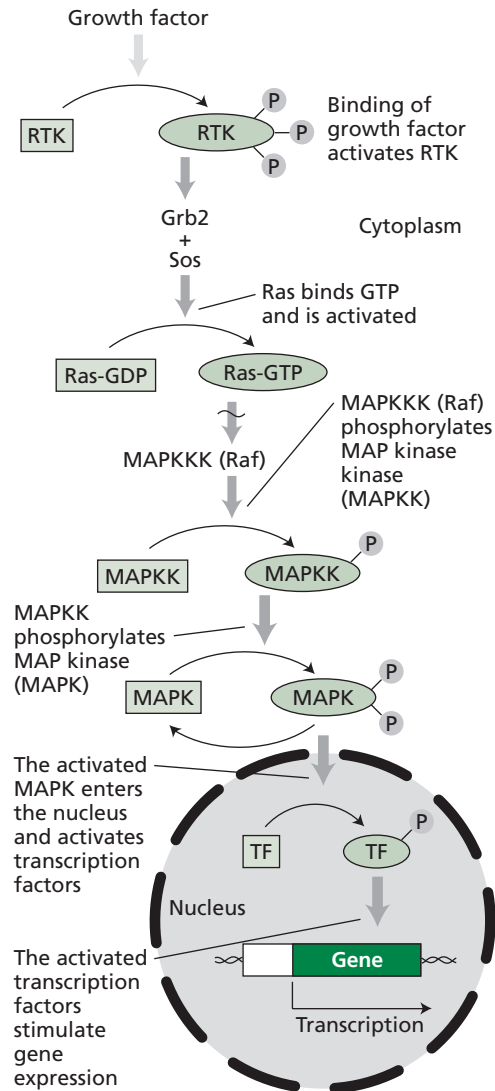 Growth factor
P
RTK
RTK
P
P
Binding of
growth factor
activates RTK
Grb2
+
Sos
Cytoplasm
Ras binds GTP
and is activated
Ras-GDP
Ras-GTP
MAPKKK (Raf)
MAPKKK (Raf)
phosphorylates
MAP kinase
kinase
(MAPKK)
P
MAPKK
MAPKK
MAPKK
phosphorylates
MAP kinase
(MAPK)
P
MAPK
MAPK
P
The activated
MAPK enters
the nucleus
and activates
transcription
factors
P
TF
TF
Nucleus
The activated
transcription
factors
stimulate
gene
expression
Gene
Transcription